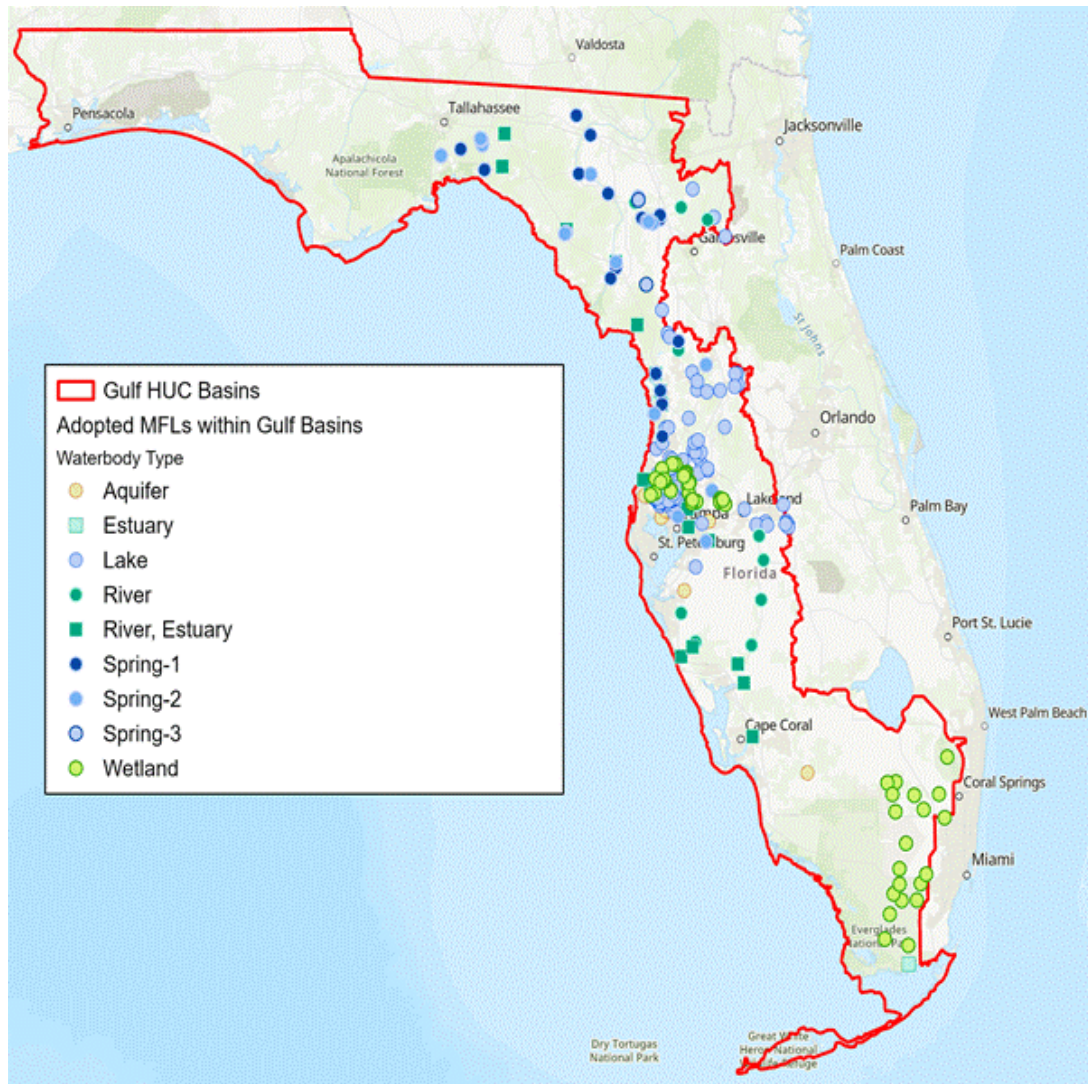 Valdosta
Pensacola
Tallahassee
Jacksonville
Apalachicola
National Forest
Gainesville
Palm Coast
St Johns
Gulf HUC Basins
Adopted MFLs within Gulf Basins
Waterbody Type
Aquifer
Estuary
Lake
River
River, Estuary
Spring-1
Spring-2
Spring-3
Wetland
Orlando
Lakeland
Tampa
Palm Bay
St. Petersburg
Florida
Port St. Lucie
Cape Coral
West Palm Beach
Coral Springs
Miami
Everglades
National Park
Dry Tortugas
National Park
Great White
Heron National
Wildlife Refuge